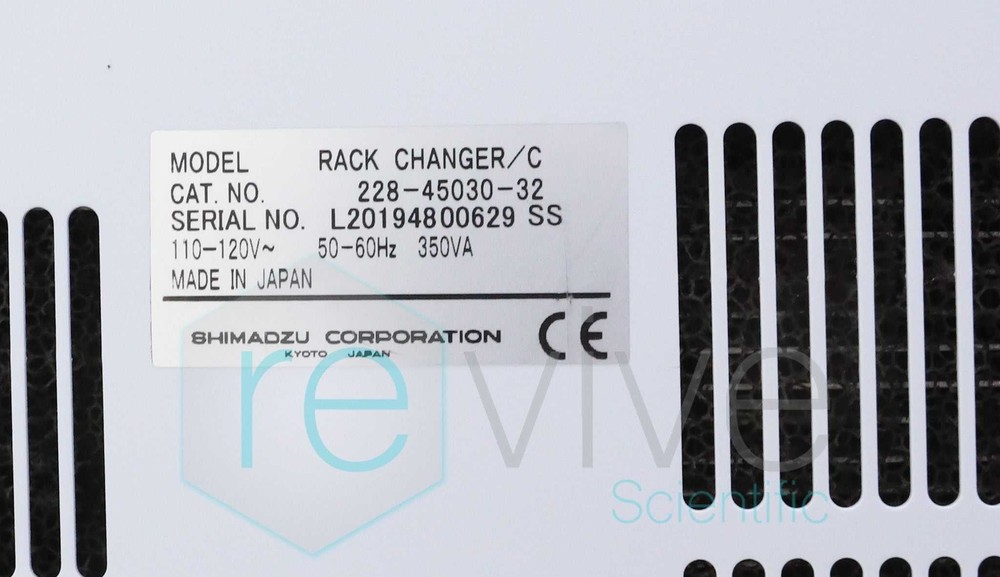 MODEL RACK CHANGER/C
CAT. NO. 228-45030-32
SERIAL NO. L20194800629 SS
110-120V~ 50-60Hz 350VA
MADE IN JAPAN
SHIMADZU CORPORATION CE
KYOTO JAPAN
revive
Scientific